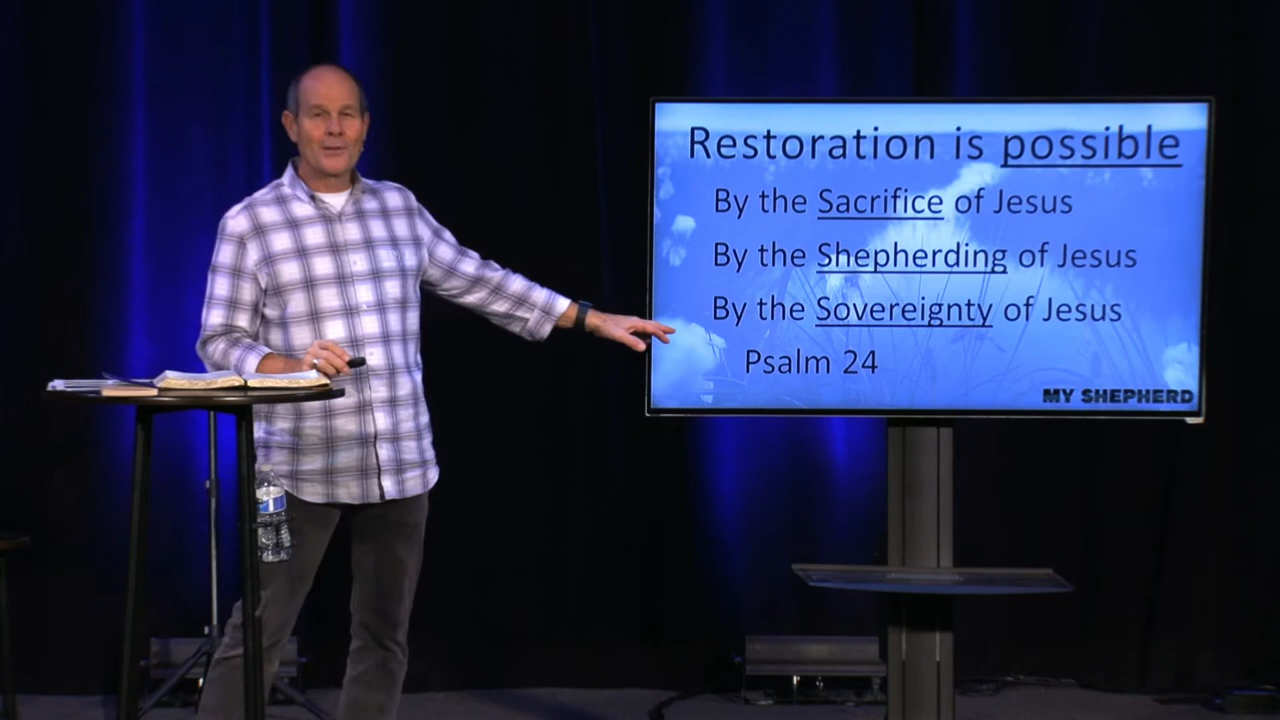 Restoration is possible
By the Sacrifice of Jesus
By the Shepherding of Jesus
By the Sovereignty of Jesus
Psalm 24
MY SHEPHERD